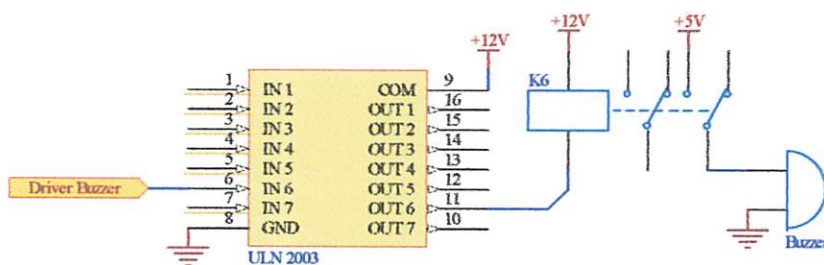 +12V
+12V
+5V
1 IN 1 COM 9
2 IN 2 OUT 1 16
3 IN 3 OUT 2 15
4 IN 4 OUT 3 14
5 IN 5 OUT 4 13
6 IN 6 OUT 5 12
7 IN 7 OUT 6 11
8 GND OUT 7 10
K6
Driver Buzzer
ULN 2003
Buzzer